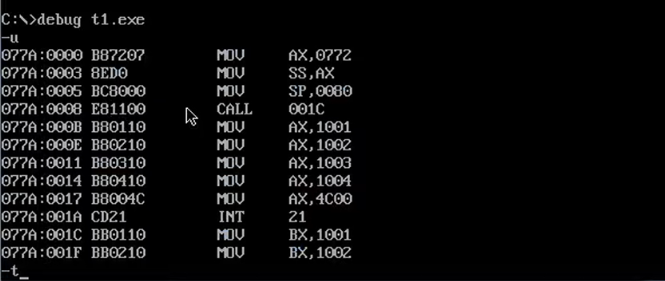 C:\>debug t1.exe
-u
077A:0000 B87207 MOV AX,0772
077A:0003 8ED0 MOV SS,AX
077A:0005 BC8000 MOV SP,0080
077A:0008 E81100 CALL 001C
077A:000B B80110 MOV AX,1001
077A:000E B80210 MOV AX,1002
077A:0011 B80310 MOV AX,1003
077A:0014 B80410 MOV AX,1004
077A:0017 B8004C MOV AX,4C00
077A:001A CD21 INT 21
077A:001C BB0110 MOV BX,1001
077A:001F BB0210 MOV BX,1002
-t_